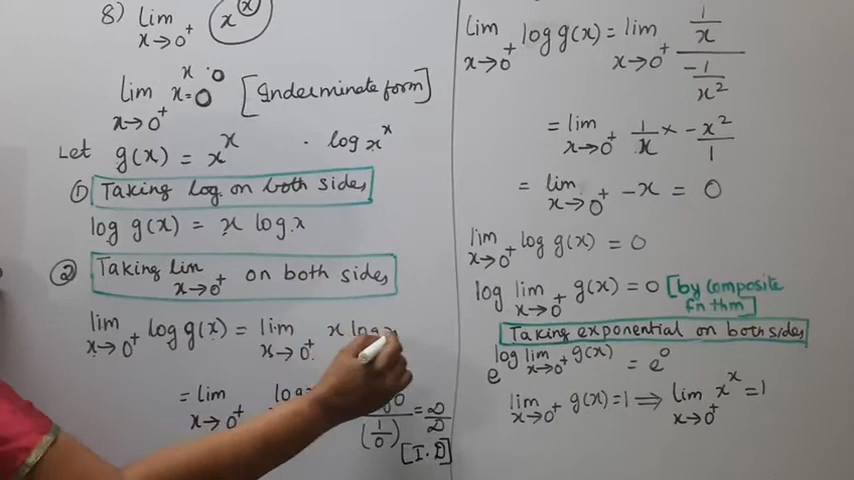 8) lim x→0⁺ x^x
lim x→0⁺ x^x = 0^0 [Inderminate form]
Let g(x) = x^x · log x^x
① Taking log on both sides
log g(x) = x log x
② Taking lim x→0⁺ on both sides
lim x→0⁺ log g(x) = lim x→0⁺ x log x
= lim x→0⁺ log
(1/0) = ∞/∞
[I·D]
lim x→0⁺ log g(x) = lim x→0⁺ (1/x)/(-1/x²)
= lim x→0⁺ 1/x × -x²/1
= lim x→0⁺ -x = 0
lim x→0⁺ log g(x) = 0
log lim x→0⁺ g(x) = 0 [by Composite
fn thm]
Taking exponential on both sides
e^(log lim x→0⁺ g(x)) = e^0
lim x→0⁺ g(x) = 1 ⟹ lim x→0⁺ x^x = 1